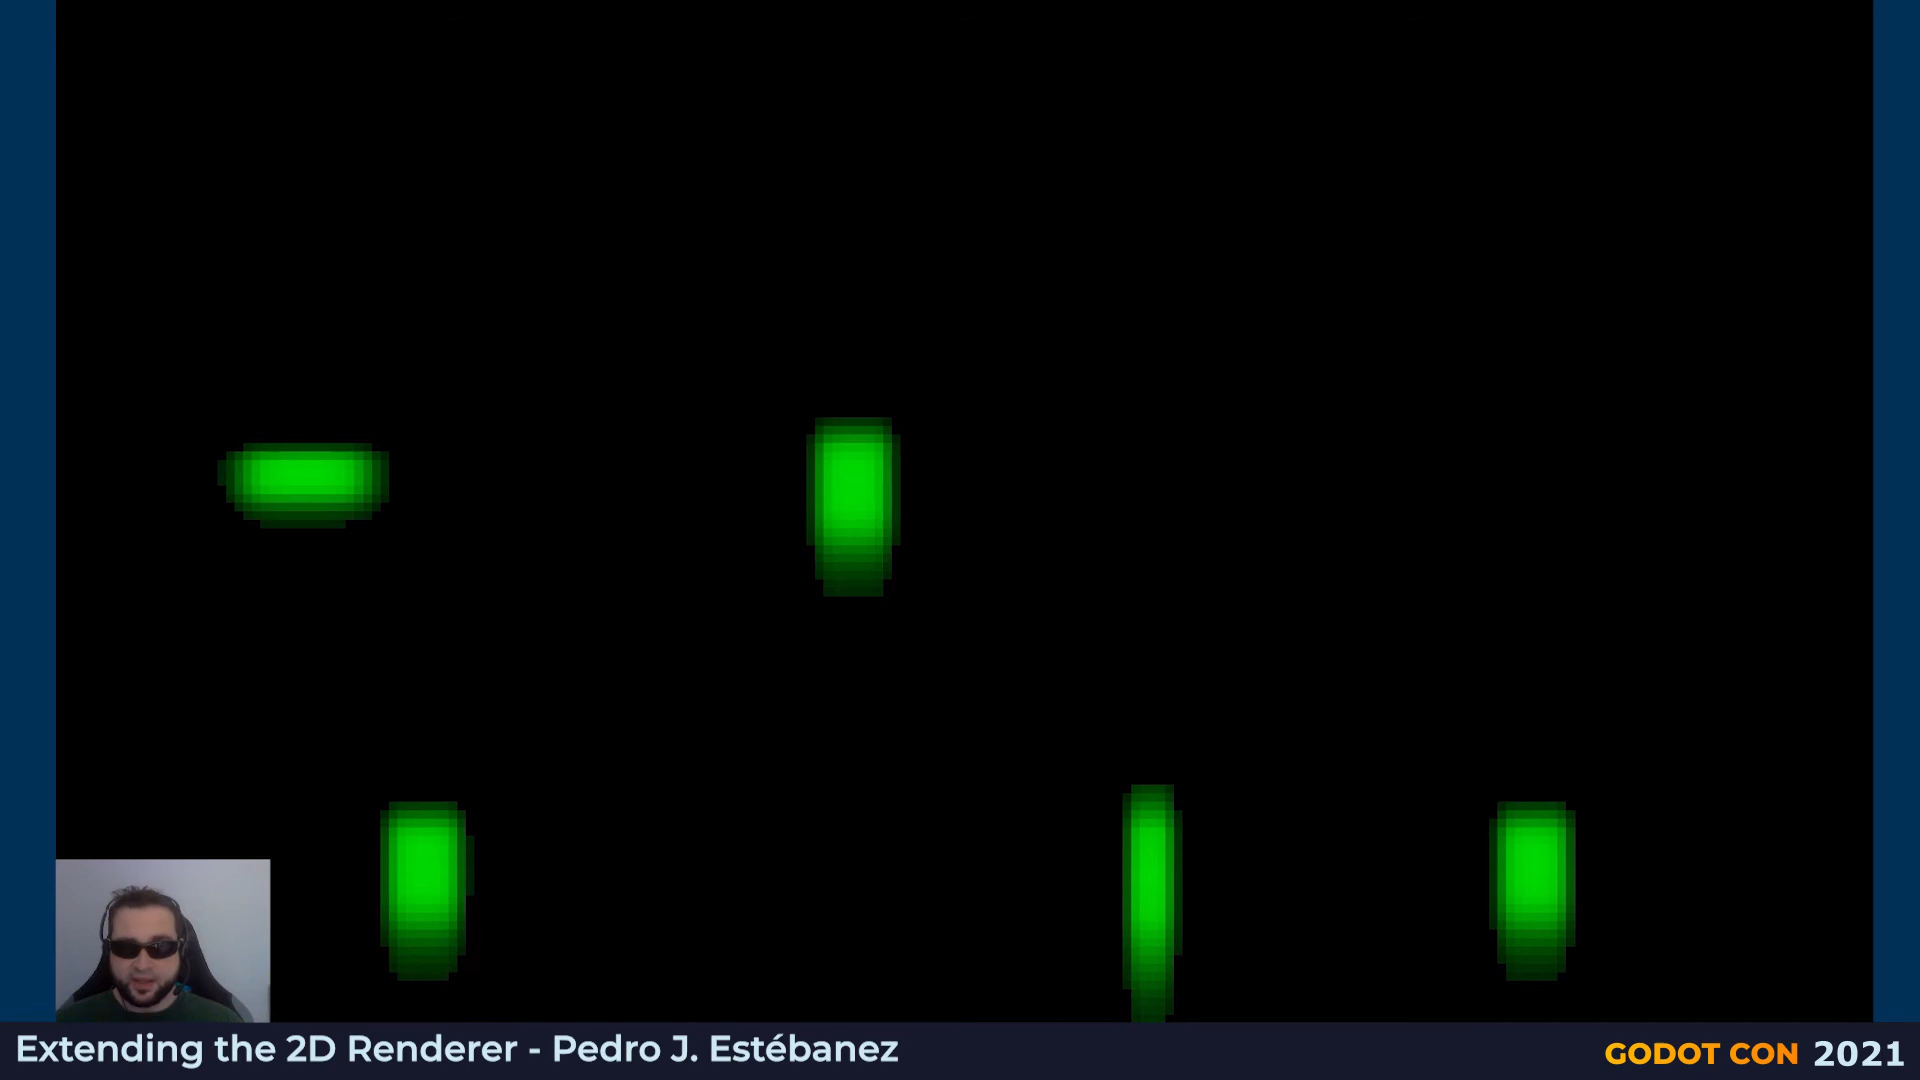 Extending the 2D Renderer - Pedro J. Estébanez
GODOT CON 2021